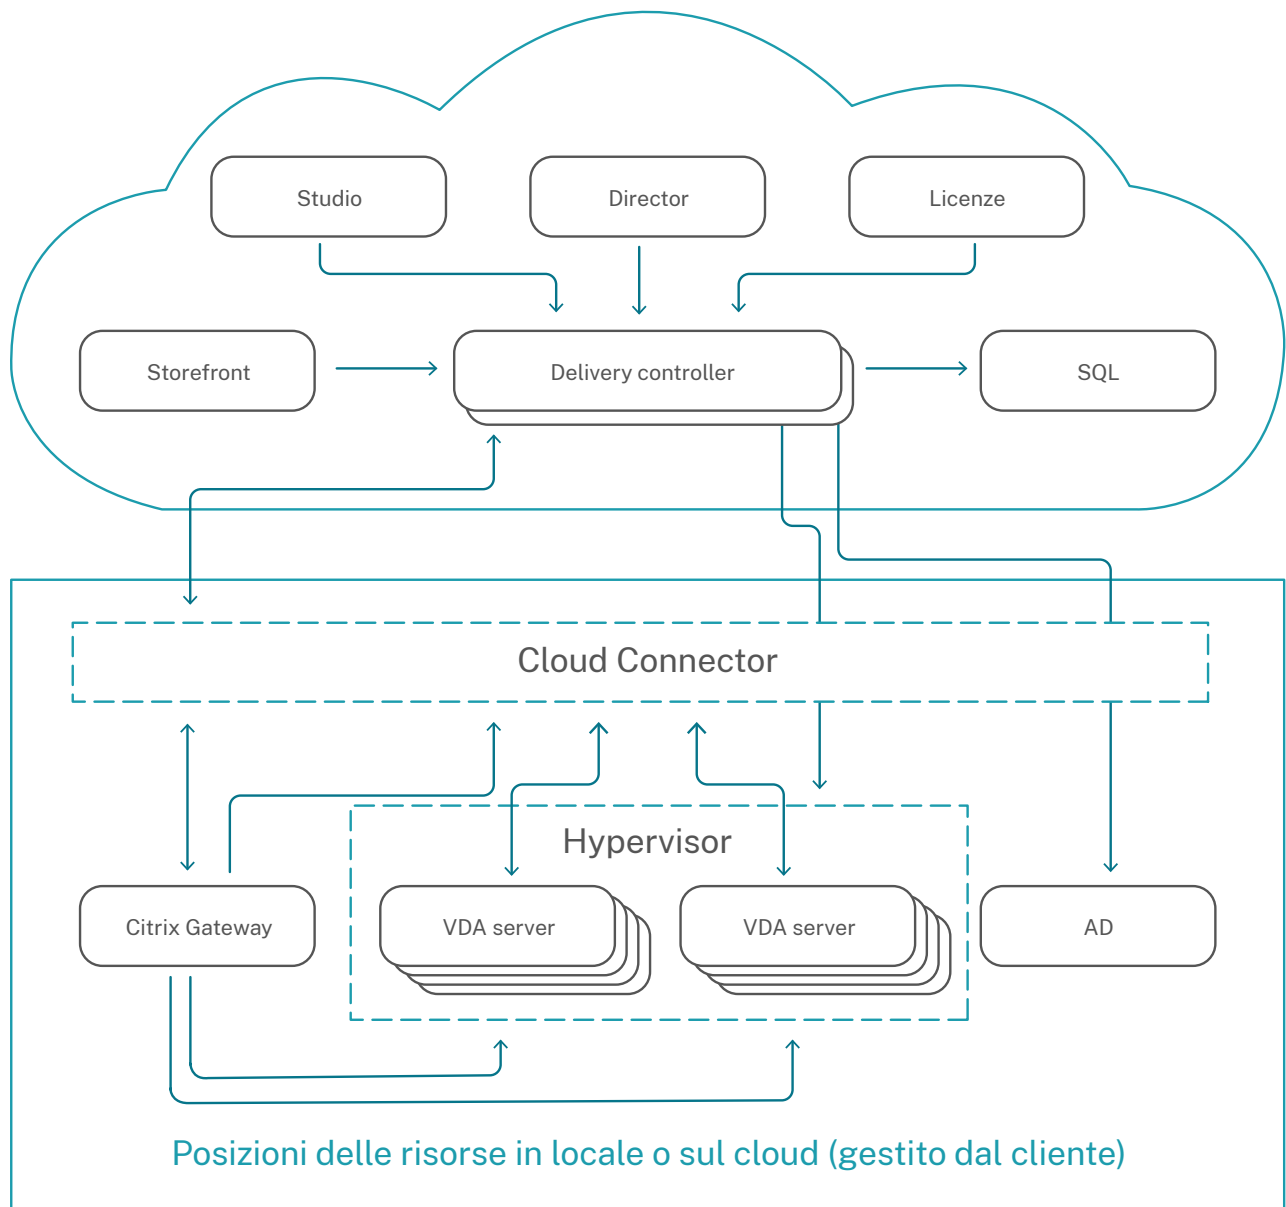 Studio
Director
Licenze
Storefront
Delivery controller
SQL
Cloud Connector
Hypervisor
Citrix Gateway
VDA server
VDA server
AD
Posizioni delle risorse in locale o sul cloud (gestito dal cliente)